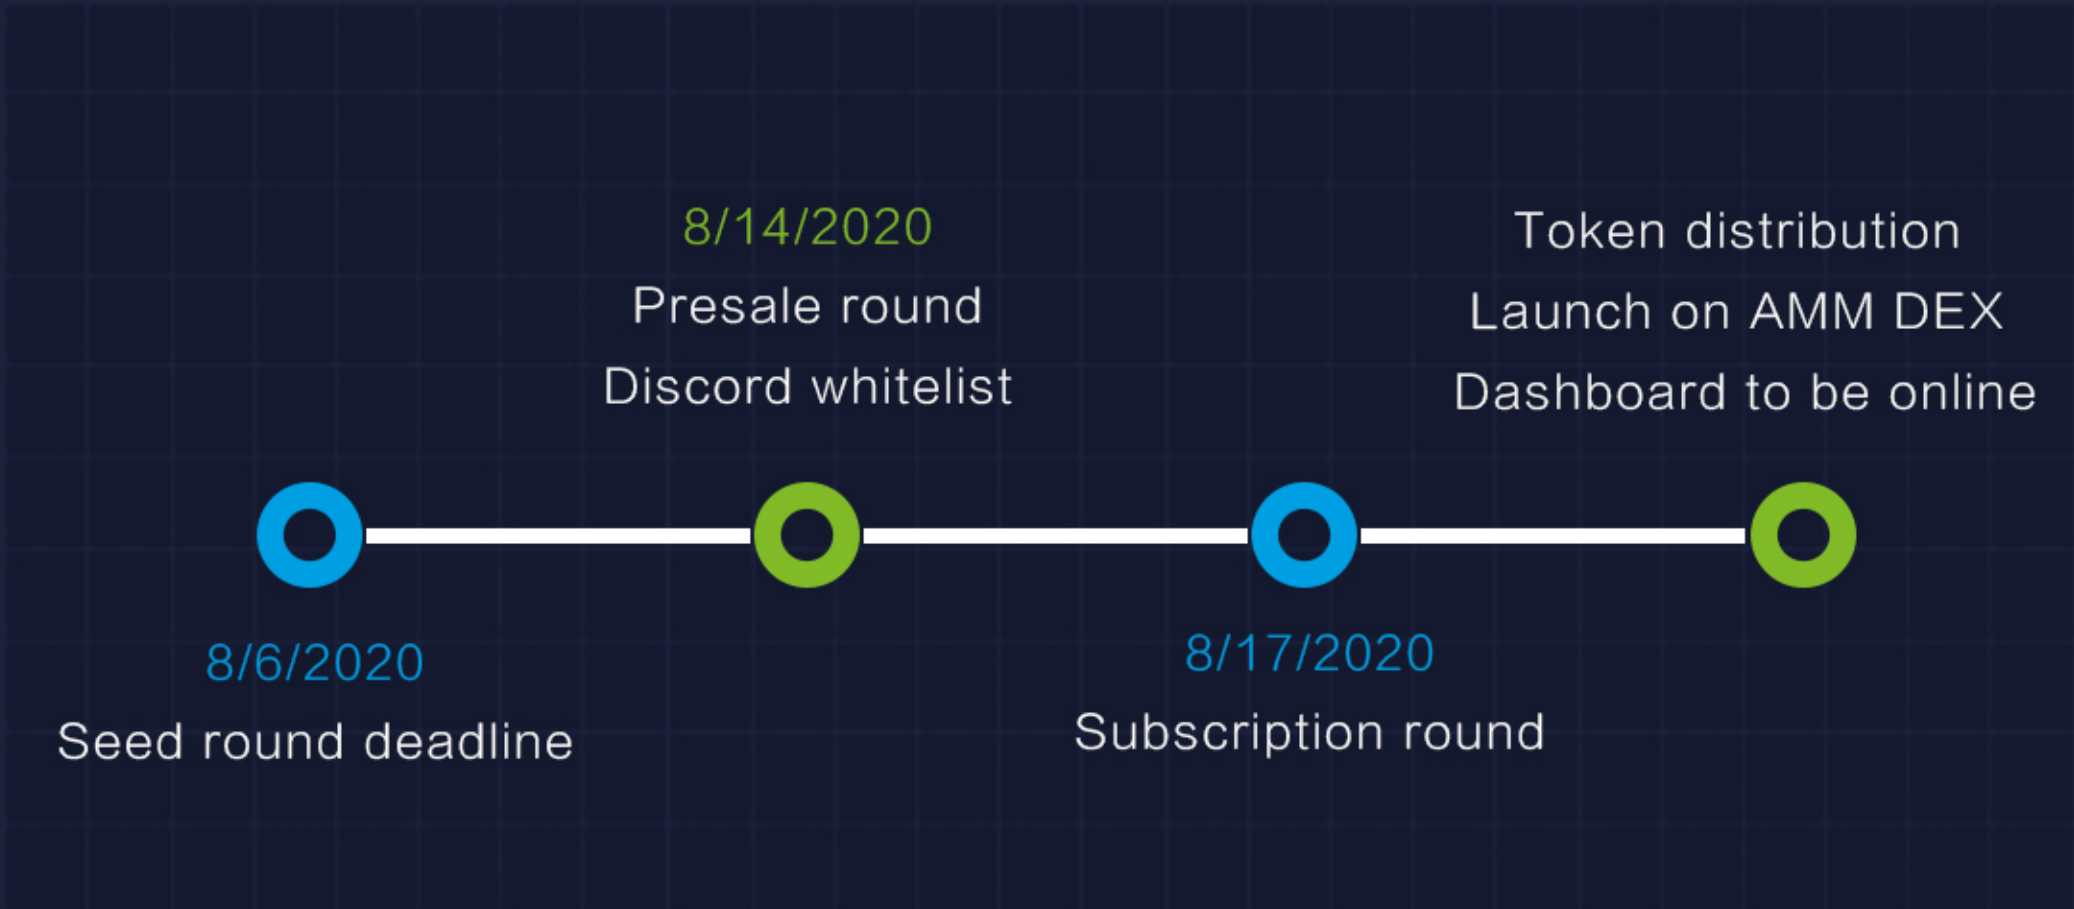 8/6/2020
Seed round deadline
8/14/2020
Presale round
Discord whitelist
8/17/2020
Subscription round
Token distribution
Launch on AMM DEX
Dashboard to be online